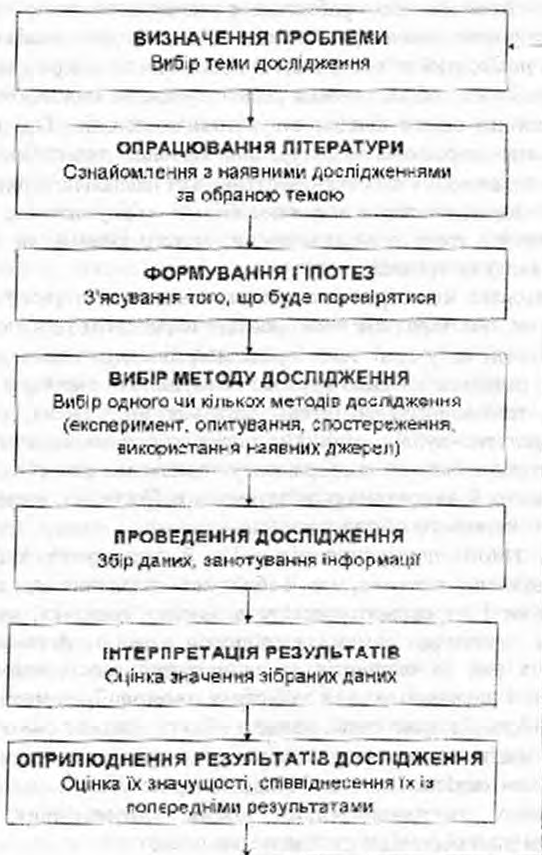 ВИЗНАЧЕННЯ ПРОБЛЕМИ
Вибір теми дослідження
ОПРАЦЮВАННЯ ЛІТЕРАТУРИ
Ознайомлення з наявними дослідженнями
за обраною темою
ФОРМУВАННЯ ГІПОТЕЗ
З'ясування того, що буде перевірятися
ВИБІР МЕТОДУ ДОСЛІДЖЕННЯ
Вибір одного чи кількох методів дослідження
(експеримент, опитування, спостереження,
використання наявних джерел)
ПРОВЕДЕННЯ ДОСЛІДЖЕННЯ
Збір даних, занотування інформації
ІНТЕРПРЕТАЦІЯ РЕЗУЛЬТАТІВ
Оцінка значення зібраних даних
ОПРИЛЮДНЕННЯ РЕЗУЛЬТАТІВ ДОСЛІДЖЕННЯ
Оцінка їх значущості, співіднесення їх із
попередніми результатами